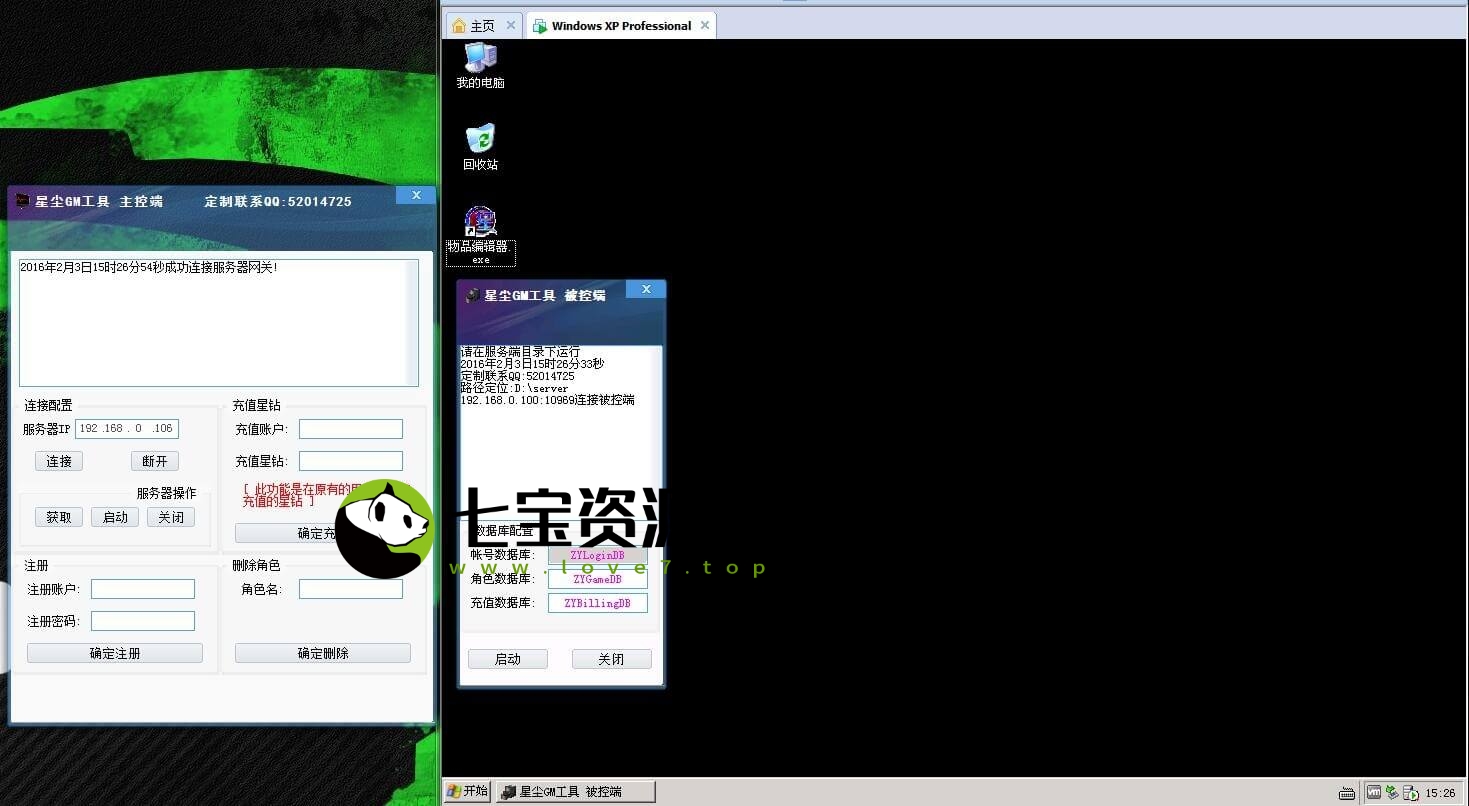 主页
Windows XP Professional
我的电脑
回收站
物品编辑器.
exe
星尘GM工具 主控端 定制联系QQ:52014725
2016年2月3日15时26分54秒成功连接服务器网关!
连接配置
服务器IP 192 .168 . 0 .106
连接 断开
服务器操作
获取 启动 关闭
充值星钻
充值账户:
充值星钻:
[ 此功能是在原有的
充值的星钻 ]
确定充
注册
注册账户:
注册密码:
确定注册
删除角色
角色名:
确定删除
星尘GM工具 被控端
请在服务端目录下运行
2016年2月3日15时26分33秒
定制联系QQ:52014725
路径定位:D:\server
192.168.0.100:10969连接被控端
七宝资源
www.love7.top
数据库配置
帐号数据库: ZYLoginDB
角色数据库: ZYGameDB
充值数据库: ZYBillingDB
启动 关闭
开始 星尘GM工具 被控端 15:26